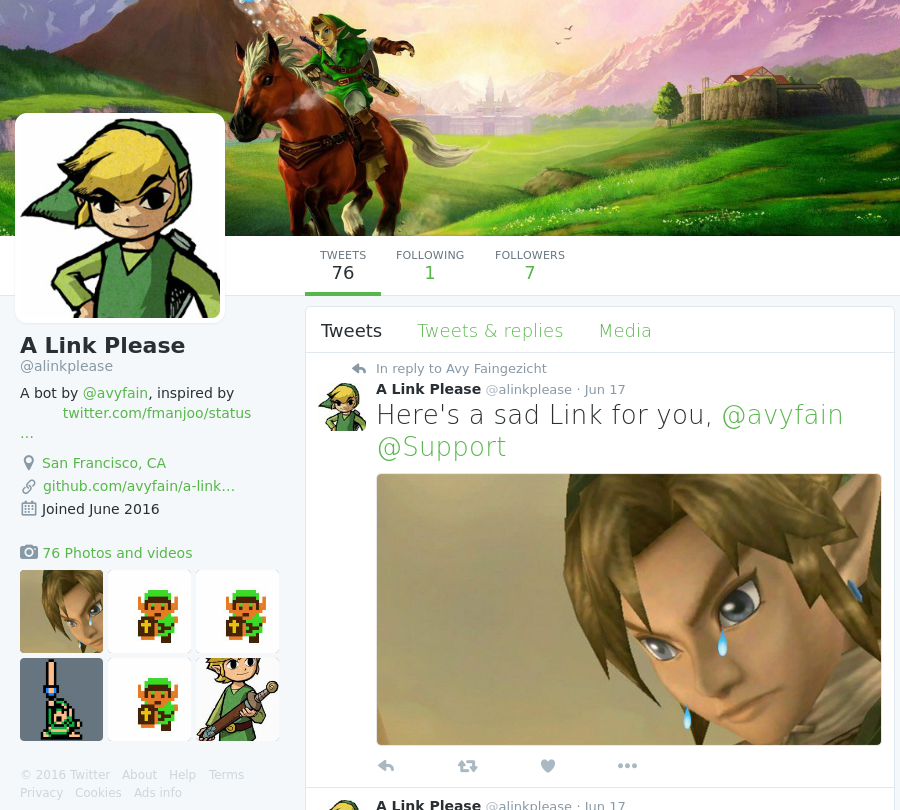 TWEETS
76
FOLLOWING
1
FOLLOWERS
7
A Link Please
@alinkplease
A bot by @avyfain, inspired by
twitter.com/fmanjoo/status
…
San Francisco, CA
github.com/avyfain/a-link…
Joined June 2016
76 Photos and videos
© 2016 Twitter About Help Terms
Privacy Cookies Ads info
Tweets Tweets & replies Media
In reply to Avy Faingezicht
A Link Please @alinkplease · Jun 17
Here's a sad Link for you, @avyfain
@Support
A Link Please @alinkplease · Jun 17